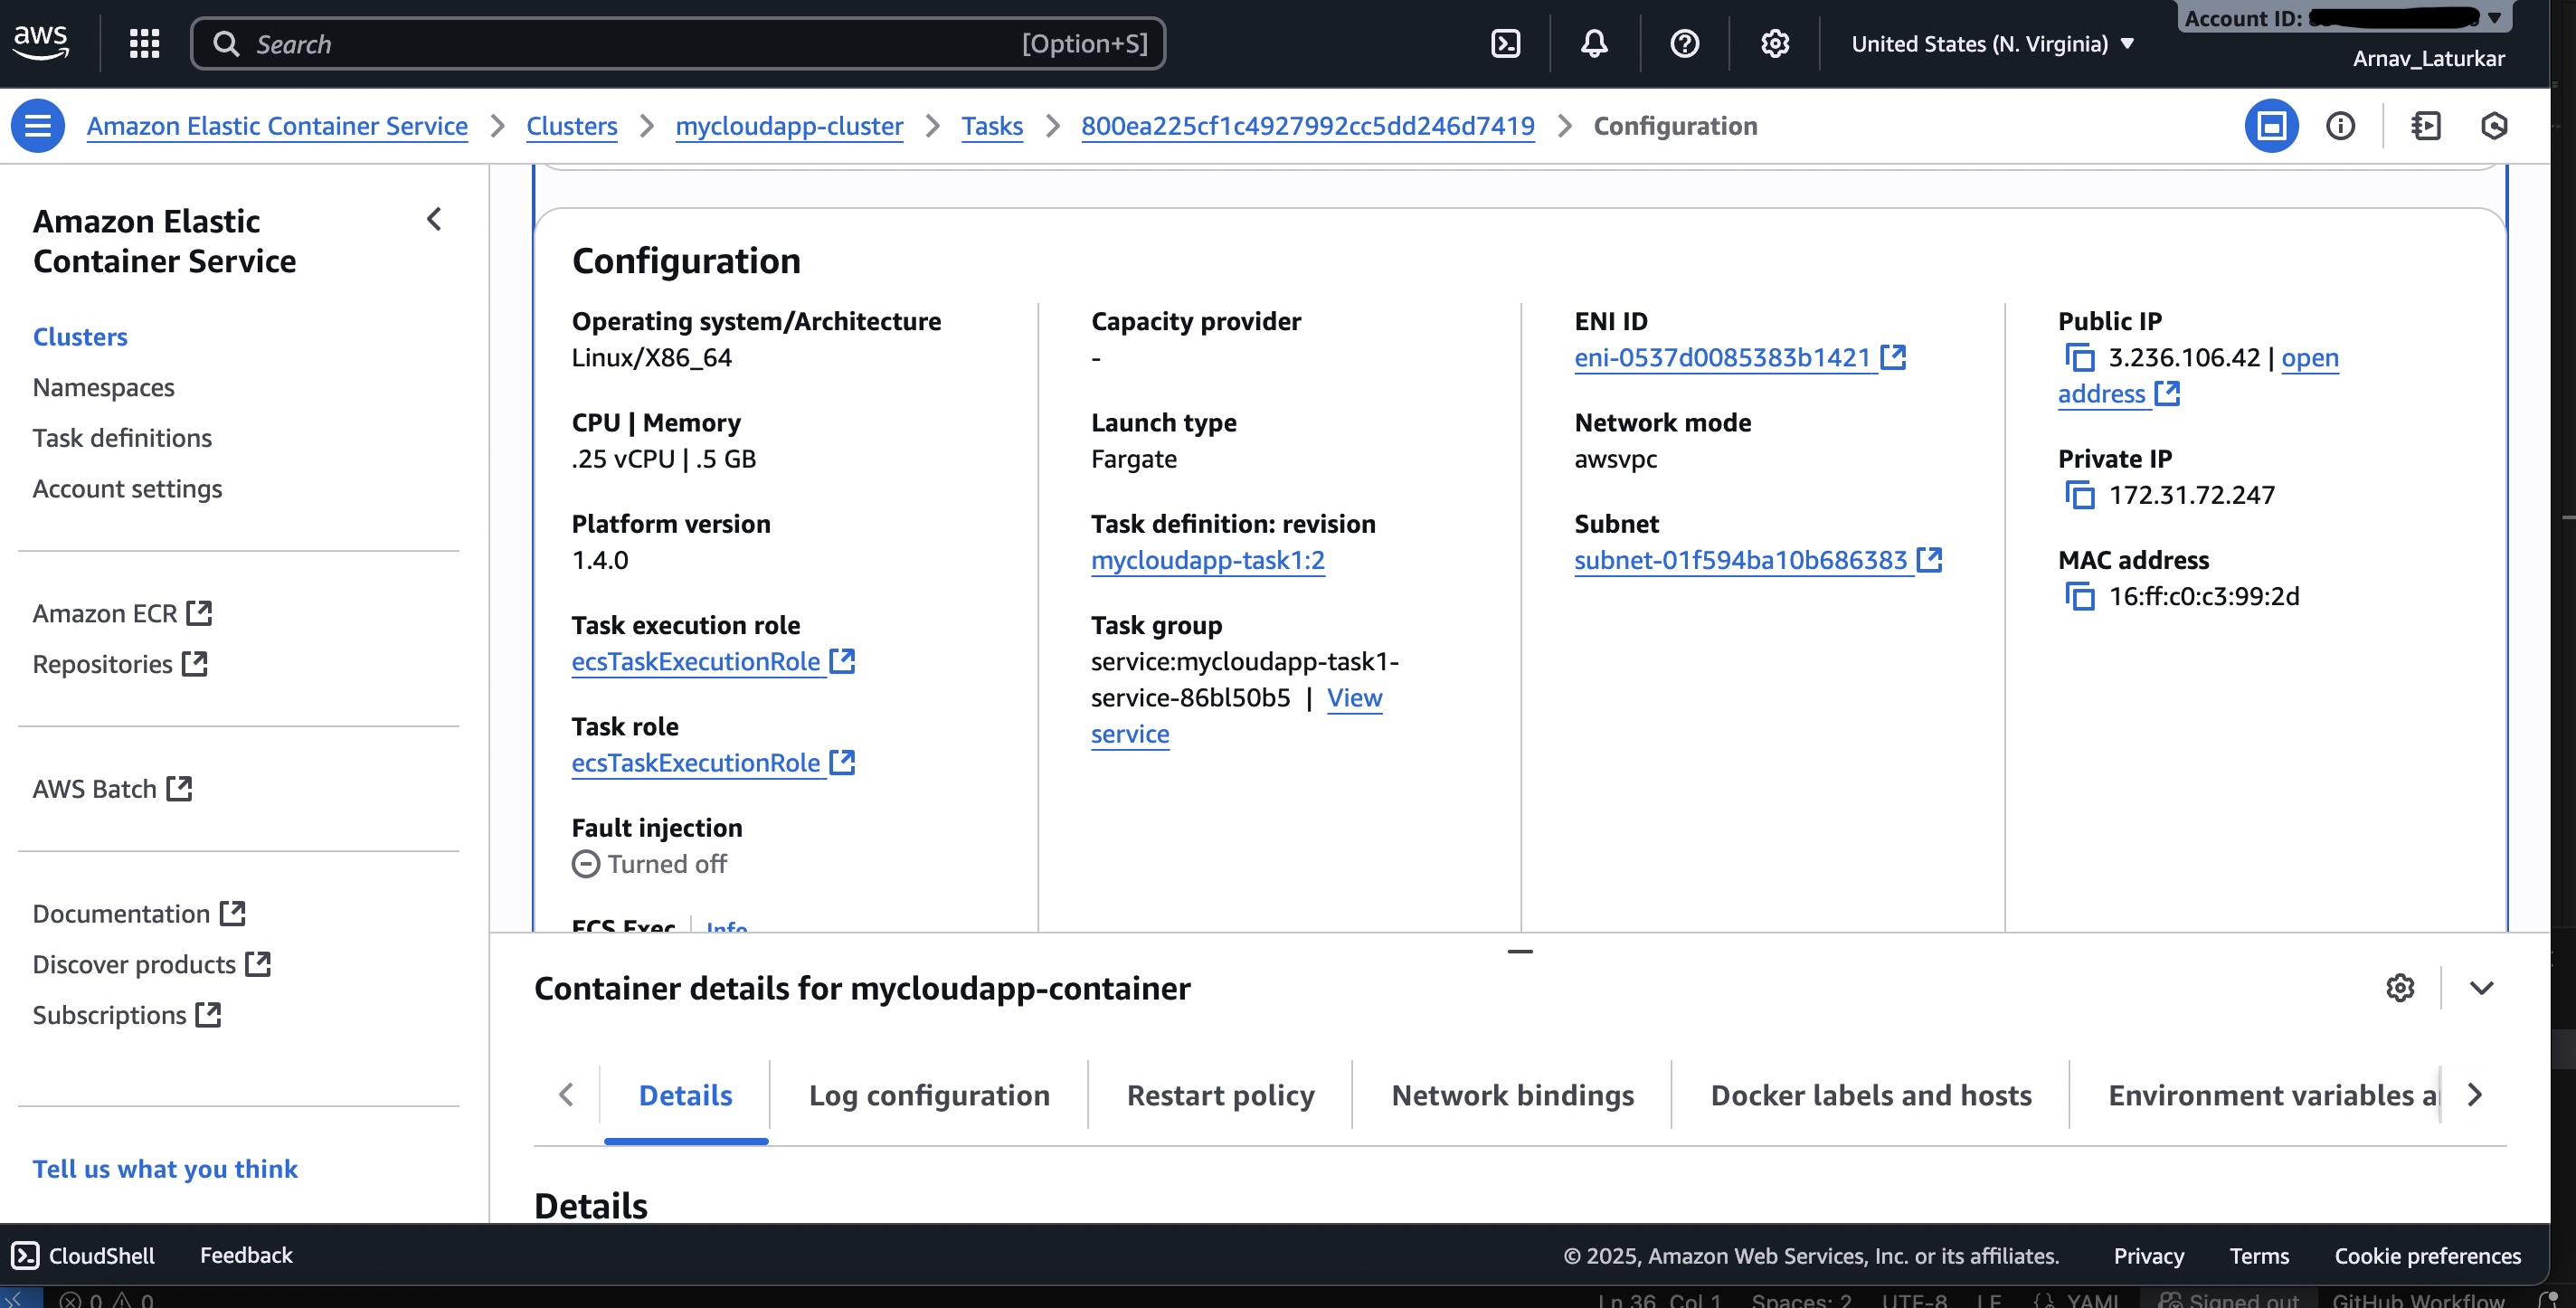 aws
Search
[Option+S]
United States (N. Virginia)
Account ID:
Arnav_Laturkar
Amazon Elastic Container Service
Clusters
mycloudapp-cluster
Tasks
800ea225cf1c4927992cc5dd246d7419
Configuration
Amazon Elastic
Container Service
Clusters
Namespaces
Task definitions
Account settings
Amazon ECR
Repositories
AWS Batch
Documentation
Discover products
Subscriptions
Tell us what you think
Configuration
Operating system/Architecture
Linux/X86_64
CPU | Memory
.25 vCPU | .5 GB
Platform version
1.4.0
Task execution role
ecsTaskExecutionRole
Task role
ecsTaskExecutionRole
Fault injection
Turned off
ECS Exec
Info
Capacity provider
-
Launch type
Fargate
Task definition: revision
mycloudapp-task1:2
Task group
service:mycloudapp-task1-
service-86bl50b5 | View
service
ENI ID
eni-0537d0085383b1421
Network mode
awsvpc
Subnet
subnet-01f594ba10b686383
Public IP
3.236.106.42 | open
address
Private IP
172.31.72.247
MAC address
16:ff:c0:c3:99:2d
Container details for mycloudapp-container
Details
Log configuration
Restart policy
Network bindings
Docker labels and hosts
Environment variables a
Details
CloudShell
Feedback
© 2025, Amazon Web Services, Inc. or its affiliates.
Privacy
Terms
Cookie preferences
0
0
Ln 36, Col 1
Spaces: 2
UTF-8
LF
{} YAML
Signed out
GitHub Workflow